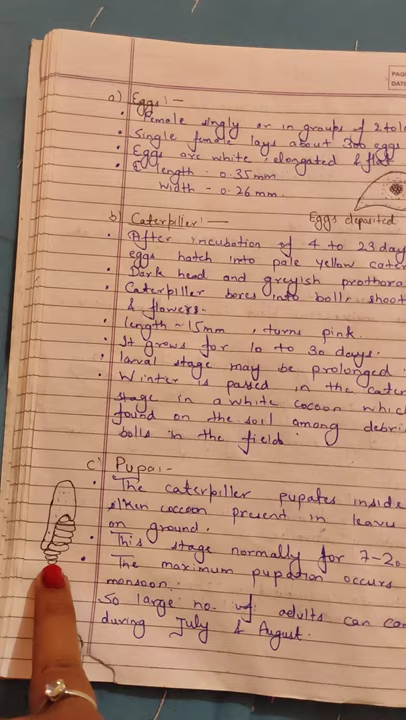 PAG
DATE
a) Eggs :-
• Female singly or in groups of 2 to
• Single female lays about 300 eggs
• Eggs are white, elongated & flat
• length - 0.35mm
width - 0.26mm
Eggs deposited
b) Caterpiller :-
• After incubation of 4 to 23 day
eggs hatch into pale yellow cater
• Dark head and greyish prothora
• Caterpiller bores into bolls shoot
& flowers.
• length ~ 15mm, turns pink.
• It grows for 10 to 30 days.
• larval stage may be prolonged
• Winter is passed in the cater
stage in a white cocoon whic
found on the soil among debri
bolls in the field.
c) Pupa :-
• The caterpiller pupates inside
silken cocoon present in leave
on ground.
• This stage normally for 7-20
• The maximum pupation occurs
monsoon.
So large no. of adults can
during July & August.